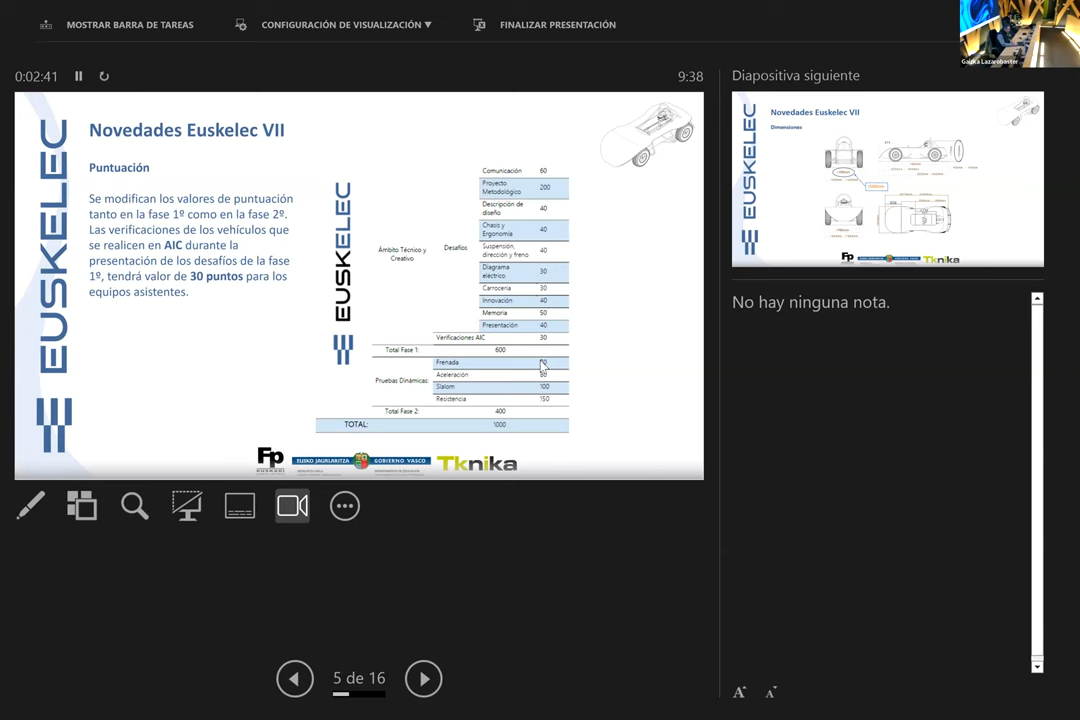 MOSTRAR BARRA DE TAREAS
CONFIGURACIÓN DE VISUALIZACIÓN ▼
FINALIZAR PRESENTACIÓN
Gaizka Lazarobaster
0:02:41
9:38
Diapositiva siguiente
EUSKELEC
Novedades Euskelec VII
Puntuación
Se modifican los valores de puntuación
tanto en la fase 1º como en la fase 2º.
Las verificaciones de los vehículos que
se realicen en AIC durante la
presentación de los desafíos de la fase
1º, tendrá valor de 30 puntos para los
equipos asistentes.
EUSKELEC
Ámbito Técnico y
Creativo
Desafíos
Comunicación 60
Proyecto
Metodológico 200
Descripción de
diseño 40
Chasis y
Ergonomía 40
Suspensión,
dirección y freno 40
Diagrama
eléctrico 30
Carroceria 30
Innovación 40
Memoria 50
Presentación 40
Verificaciones AIC 30
Total Fase 1: 600
Pruebas Dinámicas:
Frenada
Aceleración 80
Slalom 100
Resistencia 150
Total Fase 2: 400
TOTAL: 1000
Fp
EUSKADI
EUSKO JAURLARITZA
GOBIERNO VASCO
Tknika
EUSKELEC
Novedades Euskelec VII
Dimensiones
Fp
Tknika
No hay ninguna nota.
5 de 16
A
A